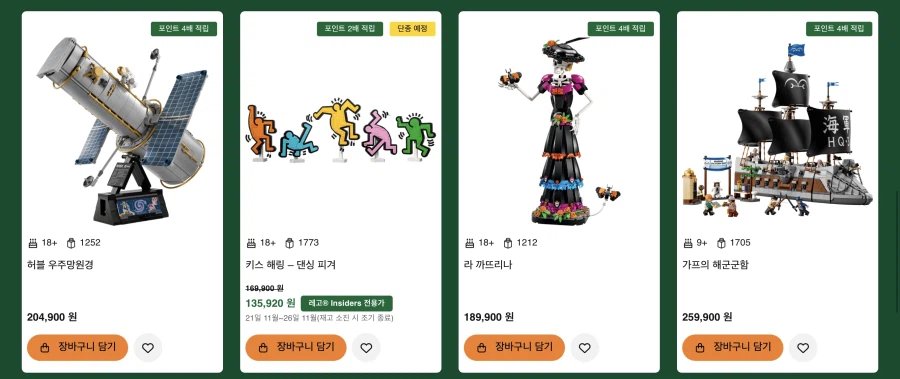 포인트 4배 적립
1252
18+
허블 우주망원경
204,900 원
장바구니 담기
포인트 2배 적립
단종 예정
18+
1773
키스 해링 – 댄싱 피겨
169,900 원
135,920 원
레고® Insiders 전용가
21일 11월~26일 11월(재고 소진 시 조기 종료)
장바구니 담기
포인트 4배 적립
18+
1212
라 까뜨리나
189,900 원
장바구니 담기
포인트 4배 적립
海軍
HQ
9+
1705
가프의 해군군함
259,900 원
장바구니 담기